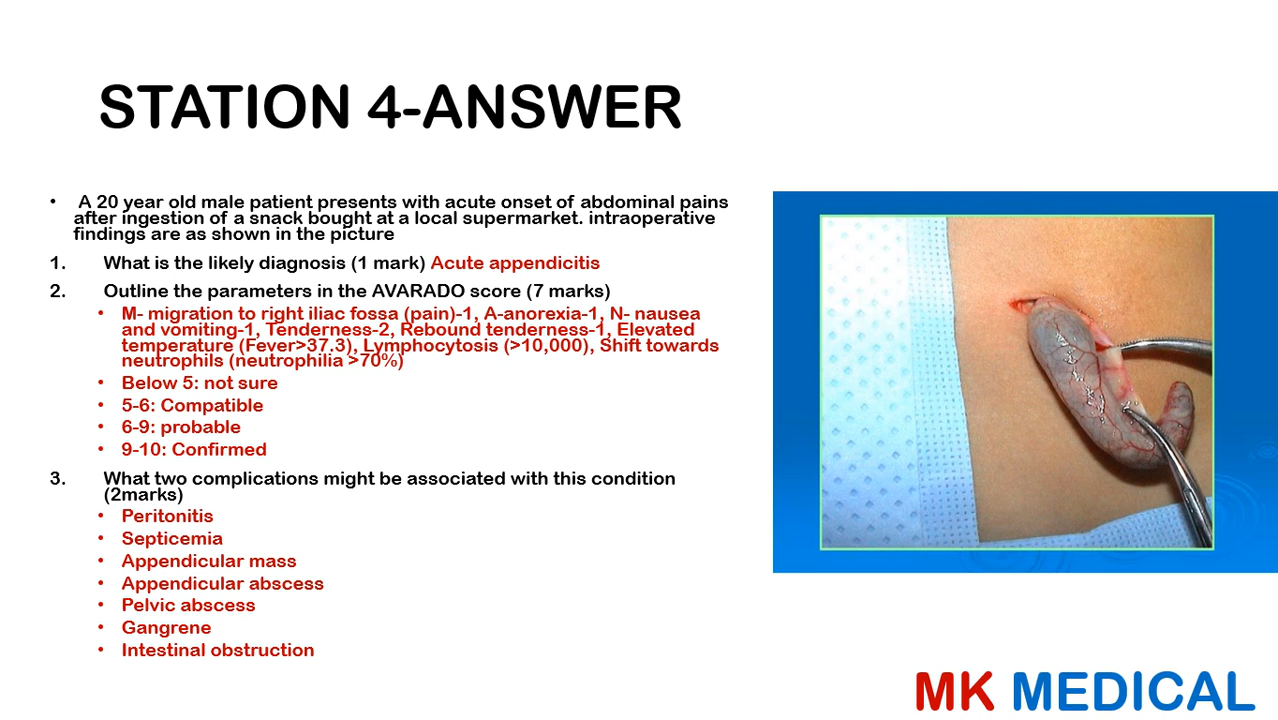 STATION 4-ANSWER
• A 20 year old male patient presents with acute onset of abdominal pains
after ingestion of a snack bought at a local supermarket. intraoperative
findings are as shown in the picture
1. What is the likely diagnosis (1 mark) Acute appendicitis
2. Outline the parameters in the AVARADO score (7 marks)
• M- migration to right iliac fossa (pain)-1, A-anorexia-1, N- nausea
and vomiting-1, Tenderness-2, Rebound tenderness-1, Elevated
temperature (Fever>37.3), Lymphocytosis (>10,000), Shift towards
neutrophils (neutrophilia >70%)
• Below 5: not sure
• 5-6: Compatible
• 6-9: probable
• 9-10: Confirmed
3. What two complications might be associated with this condition
(2marks)
• Peritonitis
• Septicemia
• Appendicular mass
• Appendicular abscess
• Pelvic abscess
• Gangrene
• Intestinal obstruction
MK MEDICAL